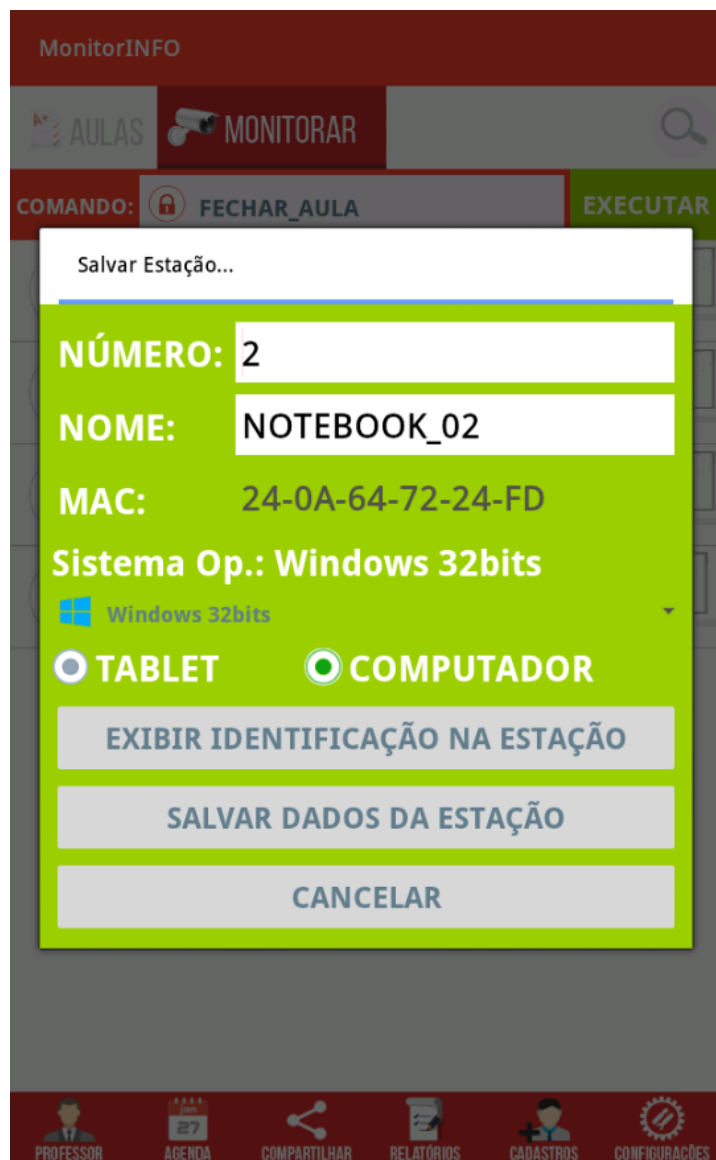 MonitorINFO
A+ AULAS MONITORAR
COMANDO: FECHAR_AULA EXECUTAR
Salvar Estação...
NÚMERO: 2
NOME: NOTEBOOK_02
MAC: 24-0A-64-72-24-FD
Sistema Op.: Windows 32bits
Windows 32bits
TABLET COMPUTADOR
EXIBIR IDENTIFICAÇÃO NA ESTAÇÃO
SALVAR DADOS DA ESTAÇÃO
CANCELAR
jan
27
PROFESSOR AGENDA COMPARTILHAR RELATÓRIOS CADASTROS CONFIGURAÇÕES